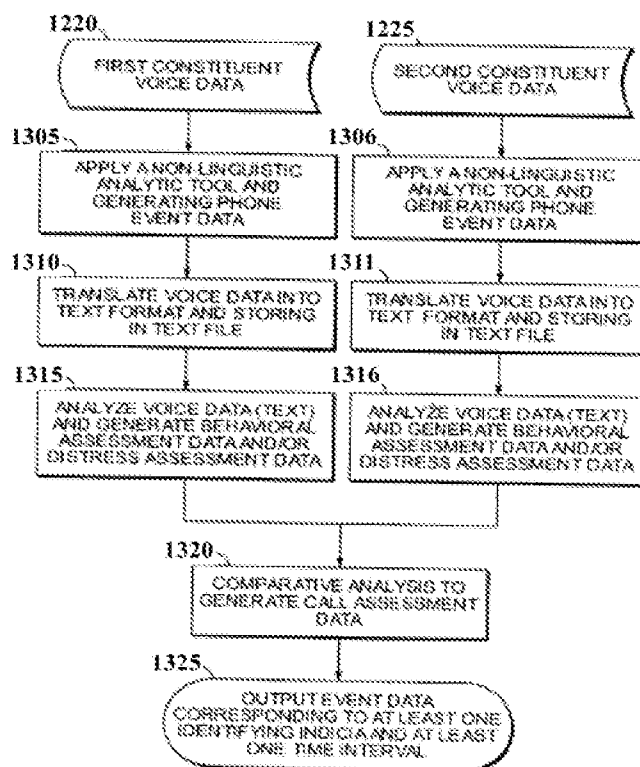 1220
FIRST CONSTITUENT
VOICE DATA
1225
SECOND CONSTITUENT
VOICE DATA
1305
APPLY A NON-LINGUISTIC
ANALYTIC TOOL AND
GENERATING PHONE
EVENT DATA
1306
APPLY A NON-LINGUISTIC
ANALYTIC TOOL AND
GENERATING PHONE
EVENT DATA
1310
TRANSLATE VOICE DATA INTO
TEXT FORMAT AND STORING
IN TEXT FILE
1311
TRANSLATE VOICE DATA INTO
TEXT FORMAT AND STORING
IN TEXT FILE
1315
ANALYZE VOICE DATA (TEXT)
AND GENERATE BEHAVIORAL
ASSESSMENT DATA AND/OR
DISTRESS ASSESSMENT DATA
1316
ANALYZE VOICE DATA (TEXT)
AND GENERATE BEHAVIORAL
ASSESSMENT DATA AND/OR
DISTRESS ASSESSMENT DATA
1320
COMPARATIVE ANALYSIS TO
GENERATE CALL ASSESSMENT
DATA
1325
OUTPUT EVENT DATA
CORRESPONDING TO AT LEAST ONE
IDENTIFYING INDICIA AND AT LEAST
ONE TIME INTERVAL